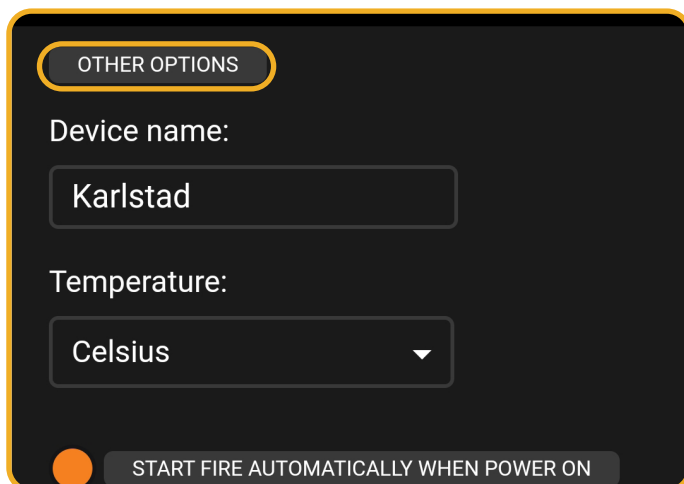 OTHER OPTIONS
Device name:
Karlstad
Temperature:
Celsius
START FIRE AUTOMATICALLY WHEN POWER ON